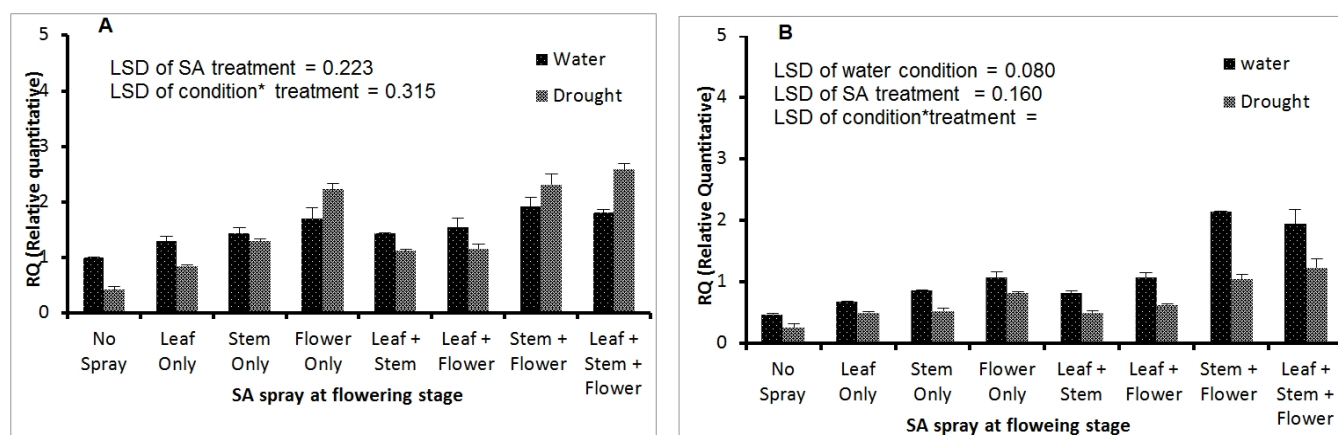 A
5
4
3
2
1
0
RQ (Relative quantitative)
LSD of SA treatment = 0.223
LSD of condition* treatment = 0.315
Water
Drought
No Spray
Leaf Only
Stem Only
Flower Only
Leaf + Stem
Leaf + Flower
Stem + Flower
Leaf + Stem + Flower
SA spray at flowering stage
B
5
4
3
2
1
0
RQ (Relative Quantitative)
LSD of water condition = 0.080
LSD of SA treatment = 0.160
LSD of condition*treatment =
water
Drought
No Spray
Leaf Only
Stem Only
Flower Only
Leaf + Stem
Leaf + Flower
Stem + Flower
Leaf + Stem + Flower
SA spray at floweing stage